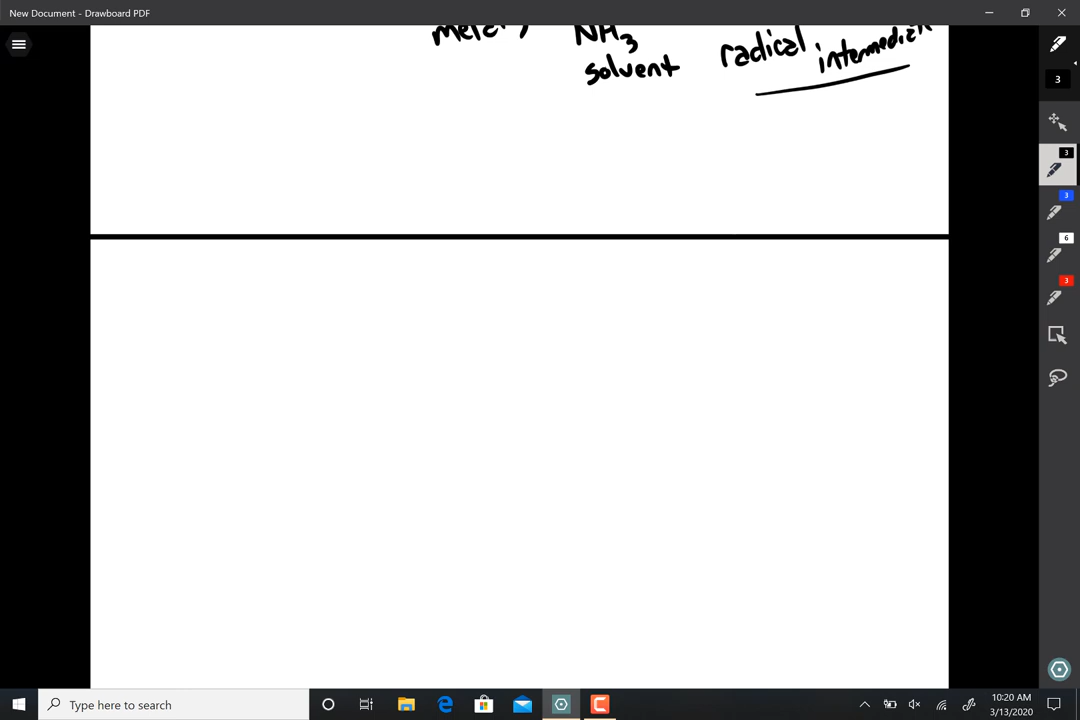 New Document - Drawboard PDF
NH3
radical intermediate
solvent
3
3
3
6
3
Type here to search
10:20 AM
3/13/2020